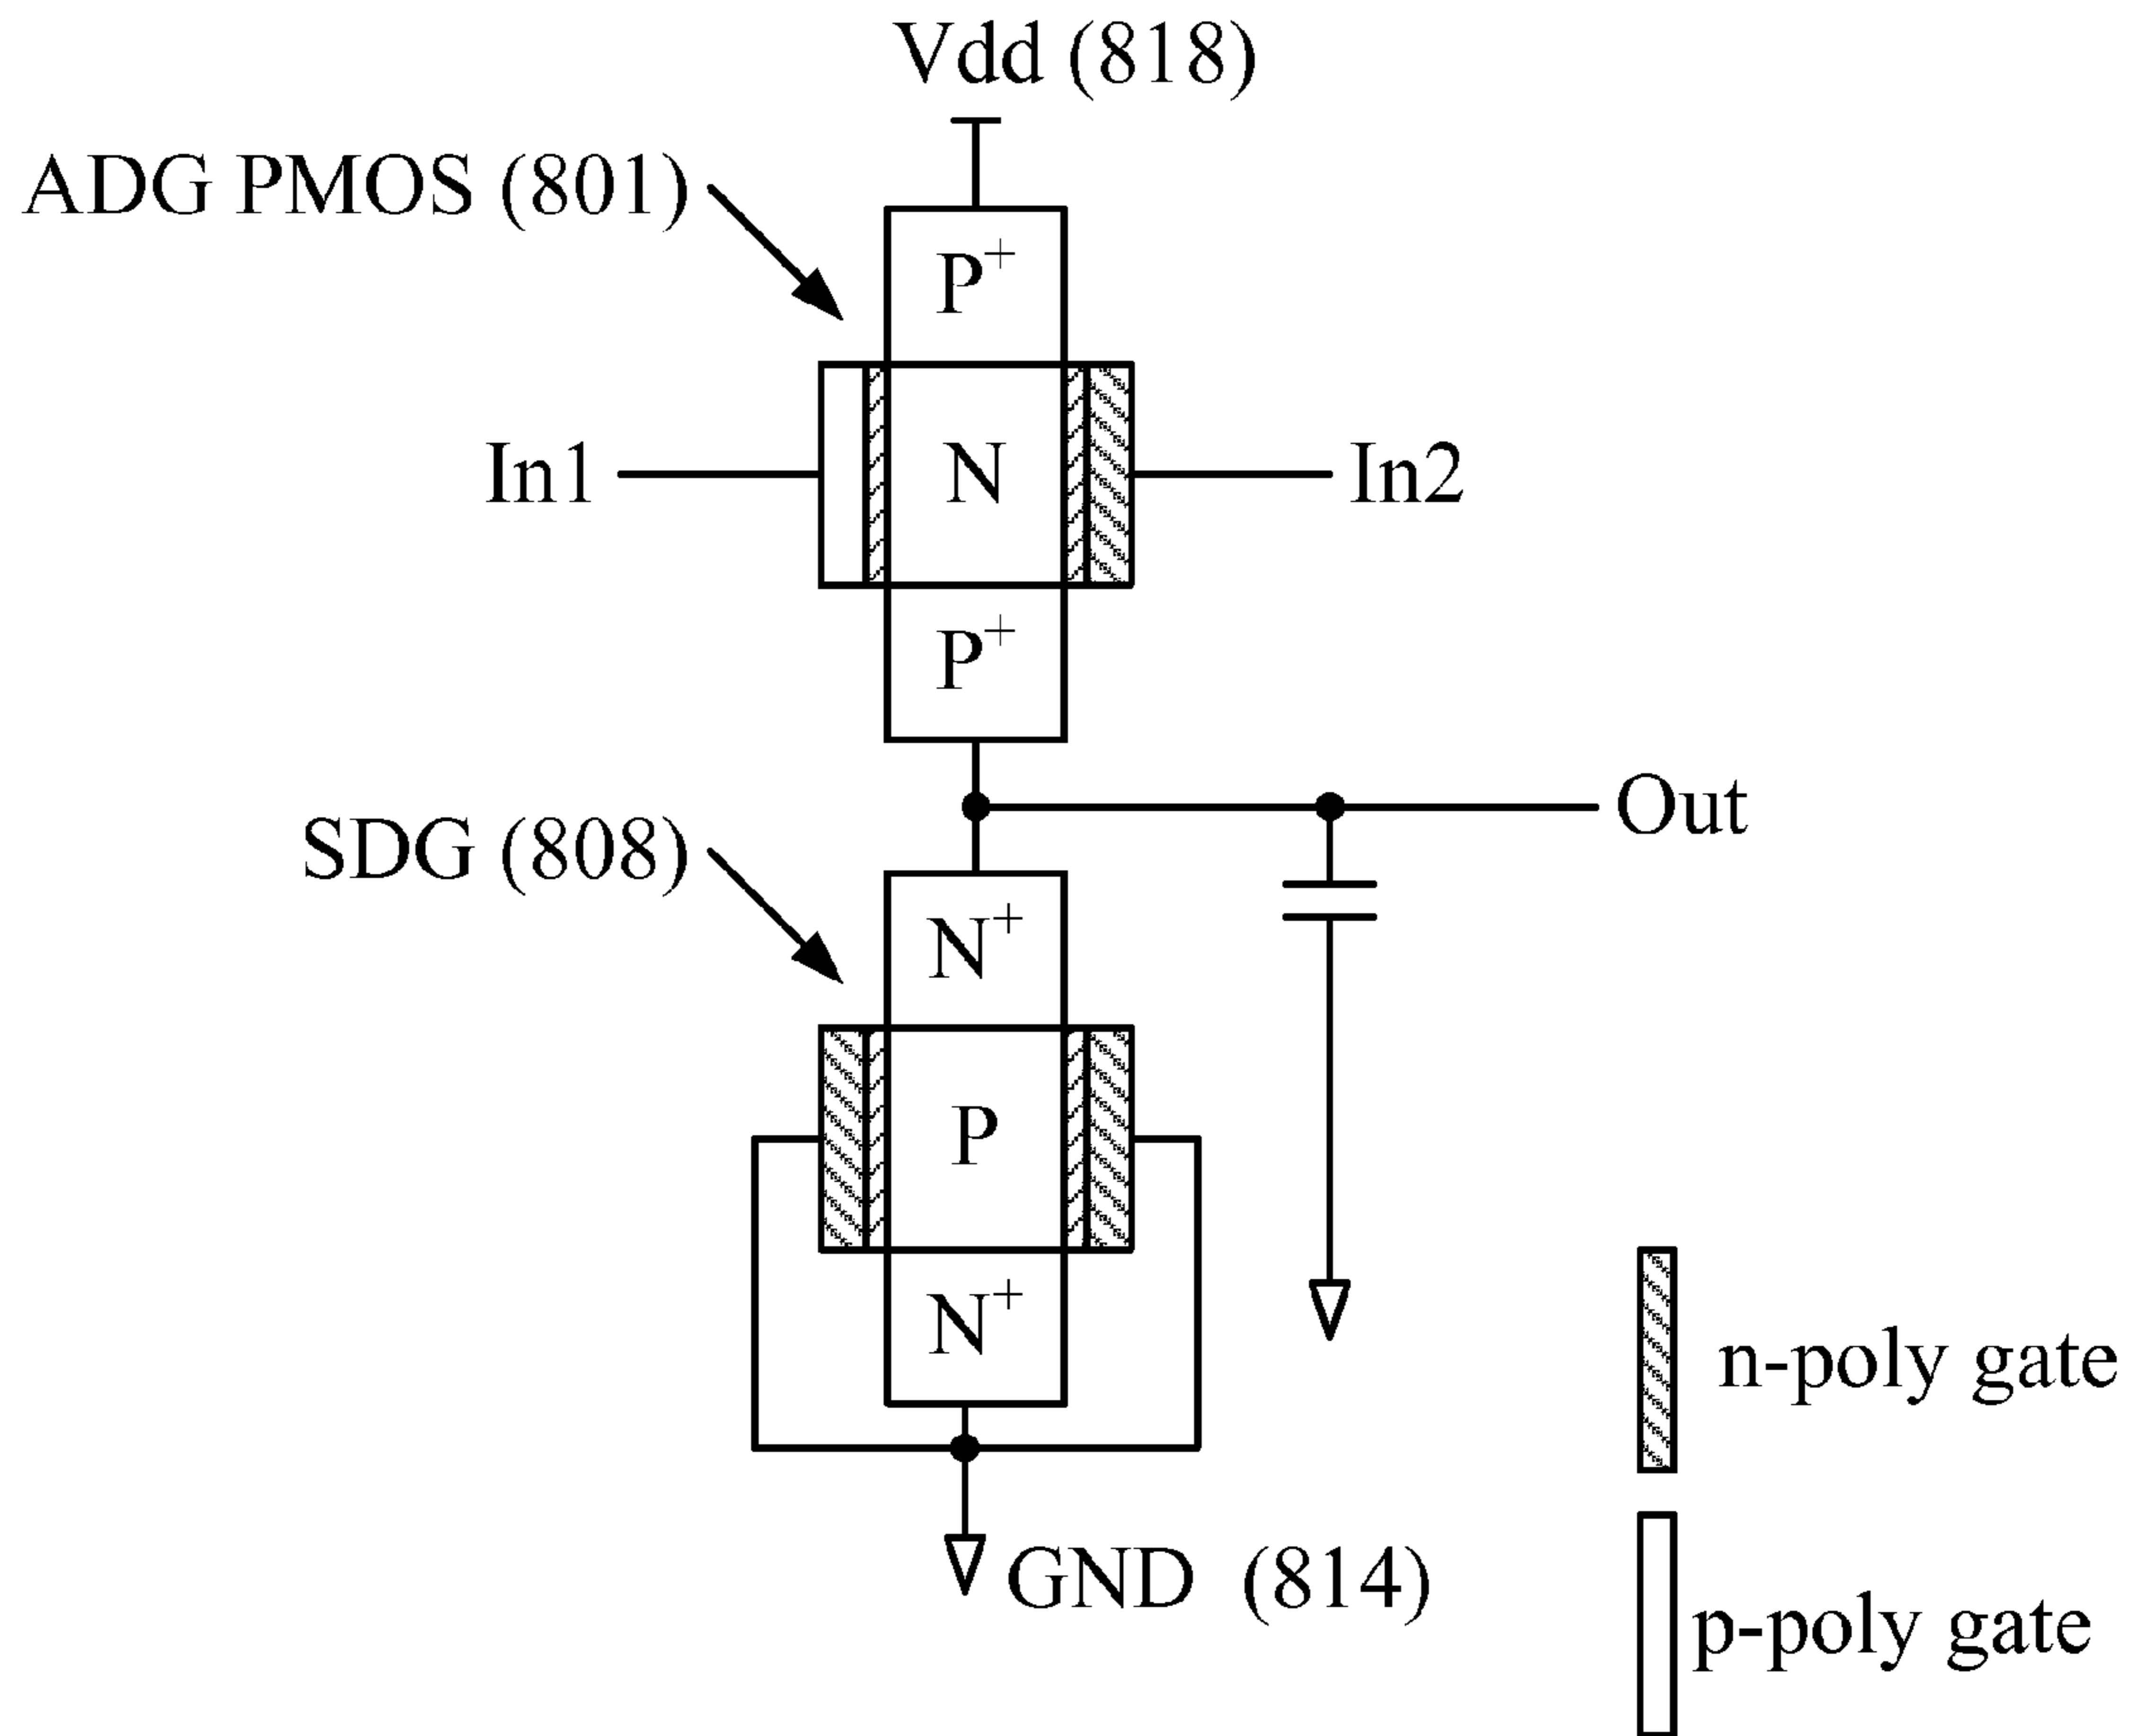 Vdd (818)
ADG PMOS (801)
P+
In1
N
In2
P+
Out
SDG (808)
N+
P
N+
n-poly gate
GND (814)
p-poly gate